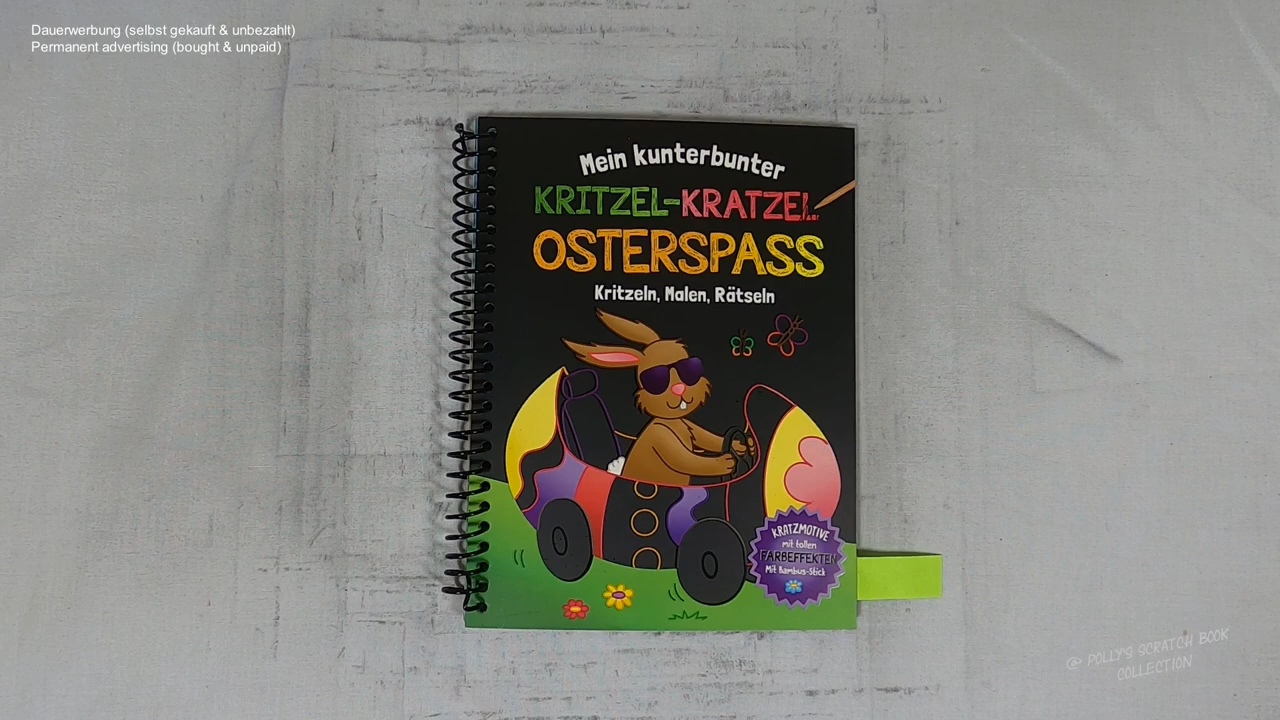 Dauerwerbung (selbst gekauft & unbezahlt)
Permanent advertising (bought & unpaid)
Mein kunterbunter
KRITZEL-KRATZEL
OSTERSPASS
Kritzeln, Malen, Rätseln
KRATZMOTIVE
mit tollen
FARBEFFEKTEN
Mit Bambus-Stick
@ POLLY'S SCRATCH BOOK
COLLECTION